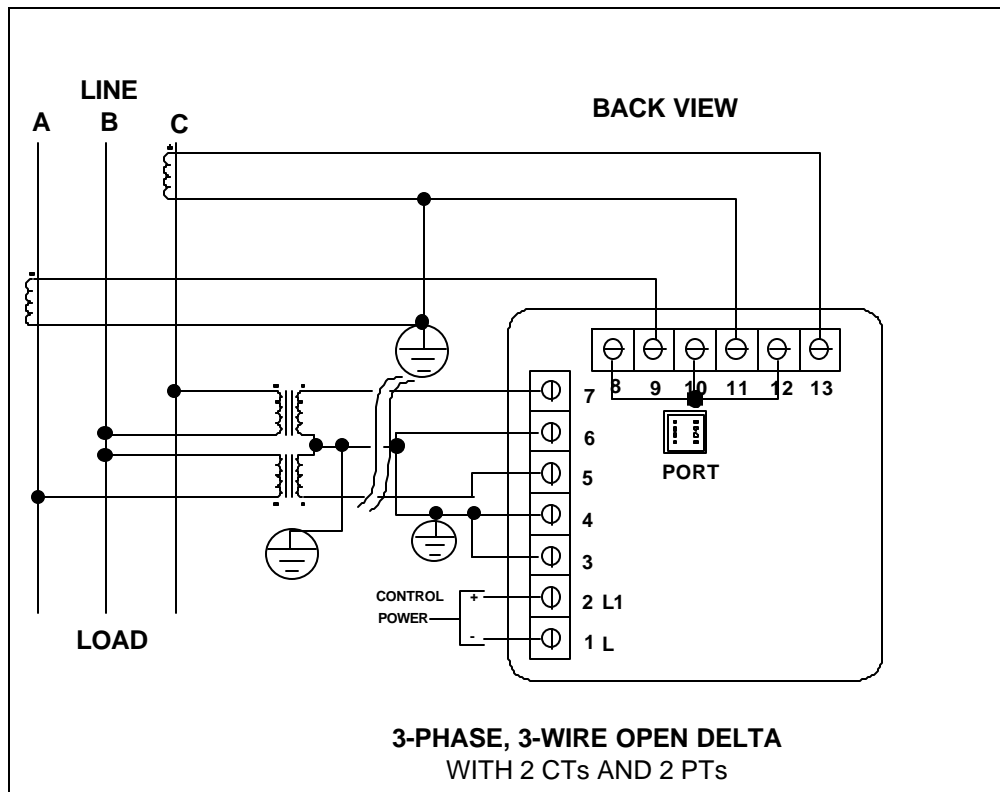 LINE
BACK VIEW
A B C
8 9 10 11 12 13
7
6
PORT
5
4
3
CONTROL
POWER
+
2 L1
-
1 L
LOAD
3-PHASE, 3-WIRE OPEN DELTA
WITH 2 CTs AND 2 PTs